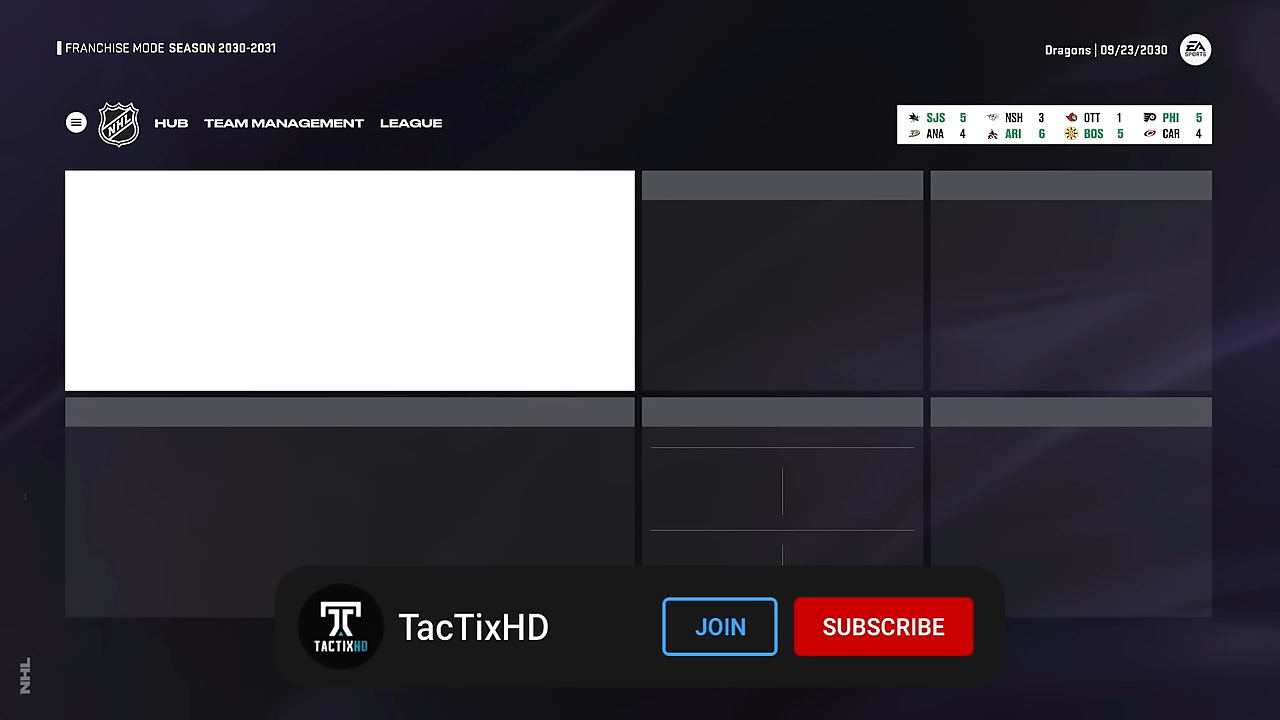 FRANCHISE MODE SEASON 2030-2031
Dragons | 09/23/2030
EA
SPORTS
NHL
HUB
TEAM MANAGEMENT
LEAGUE
SJS 5 NSH 3 OTT 1 PHI 5
ANA 4 ARI 6 BOS 5 CAR 4
TACTIXHD
TacTixHD
JOIN
SUBSCRIBE
NHL